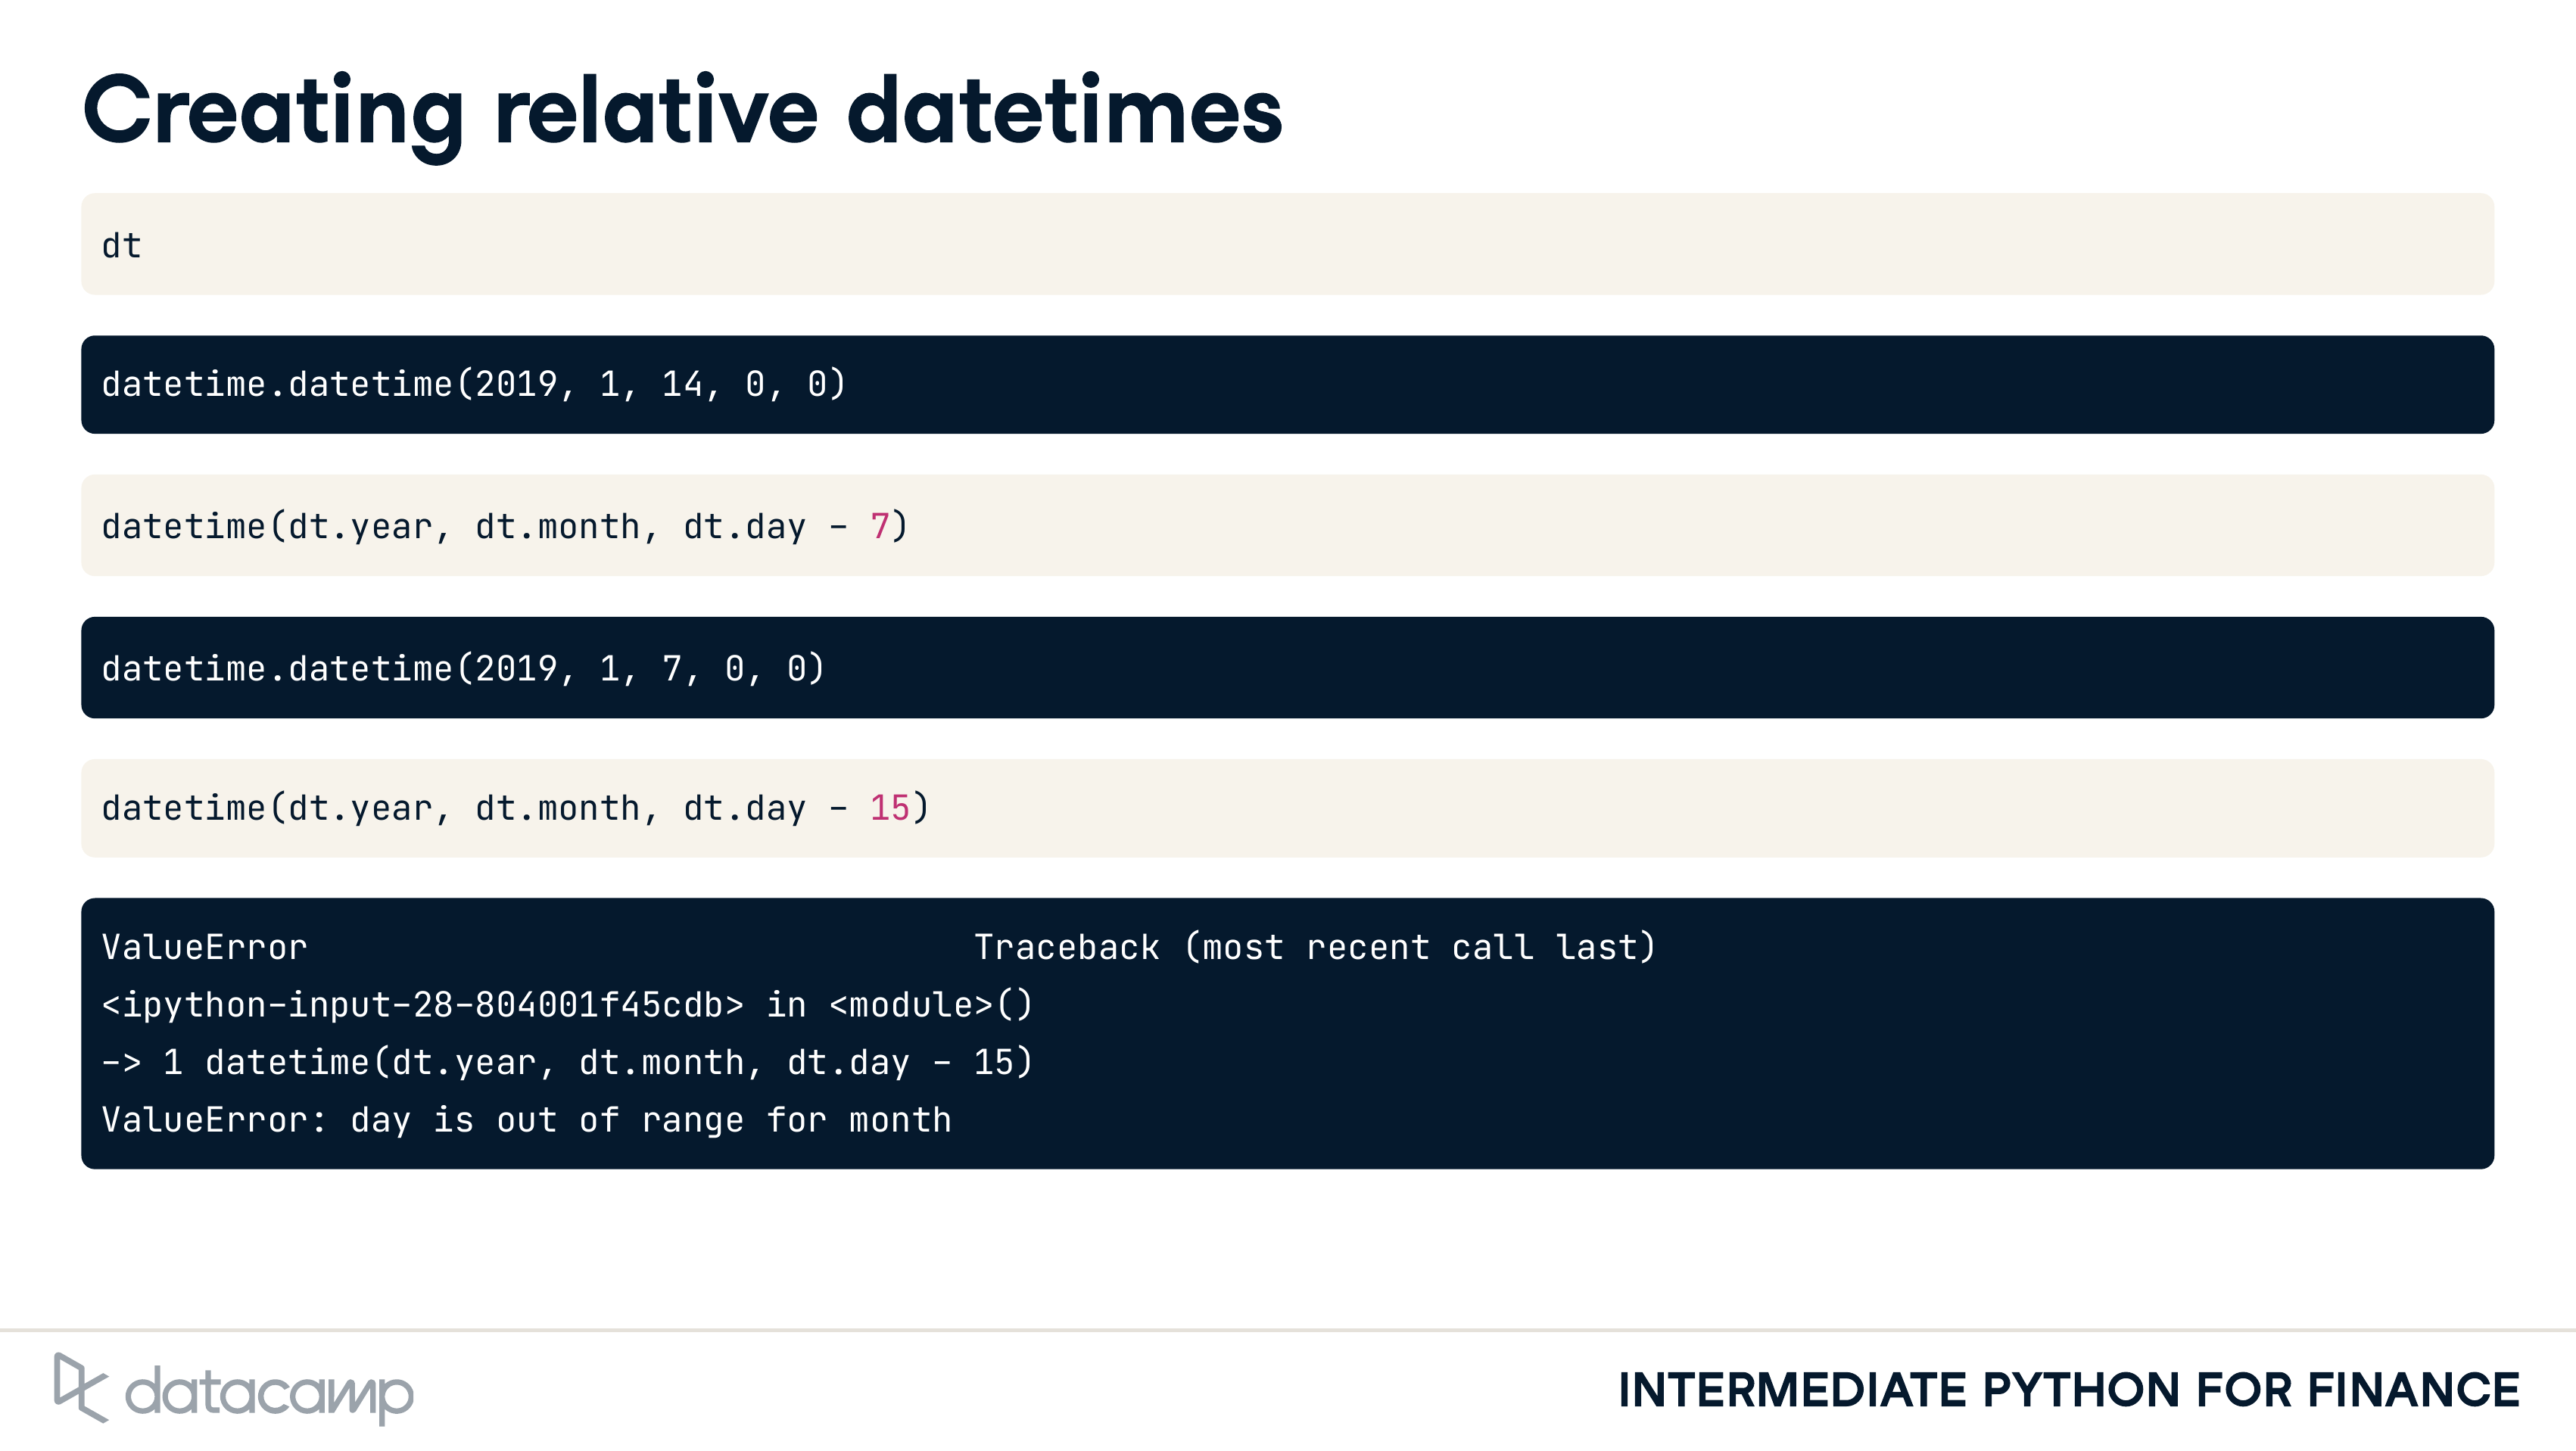 Creating relative datetimes
dt
datetime.datetime(2019, 1, 14, 0, 0)
datetime(dt.year, dt.month, dt.day - 7)
datetime.datetime(2019, 1, 7, 0, 0)
datetime(dt.year, dt.month, dt.day - 15)
ValueError                                Traceback (most recent call last)
<ipython-input-28-804001f45cdb> in <module>()
-> 1 datetime(dt.year, dt.month, dt.day - 15)
ValueError: day is out of range for month
datacamp
INTERMEDIATE PYTHON FOR FINANCE